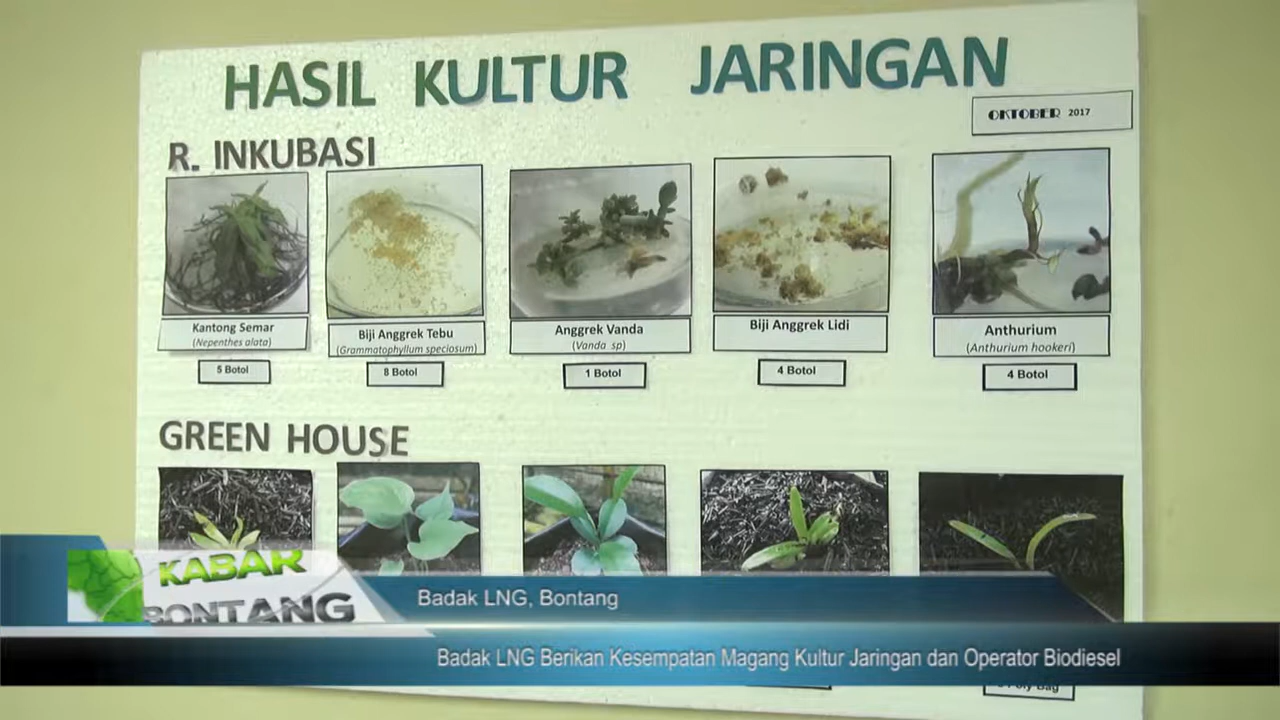 HASIL KULTUR JARINGAN
OKTOBER 2017
R. INKUBASI
Kantong Semar
(Nepenthes alata)
5 Botol
Biji Anggrek Tebu
(Grammatophyllum speciosum)
8 Botol
Anggrek Vanda
(Vanda sp)
1 Botol
Biji Anggrek Lidi
4 Botol
Anthurium
(Anthurium hookeri)
4 Botol
GREEN HOUSE
KABAR
BONTANG
Badak LNG, Bontang
Badak LNG Berikan Kesempatan Magang Kultur Jaringan dan Operator Biodiesel
Poly Bag